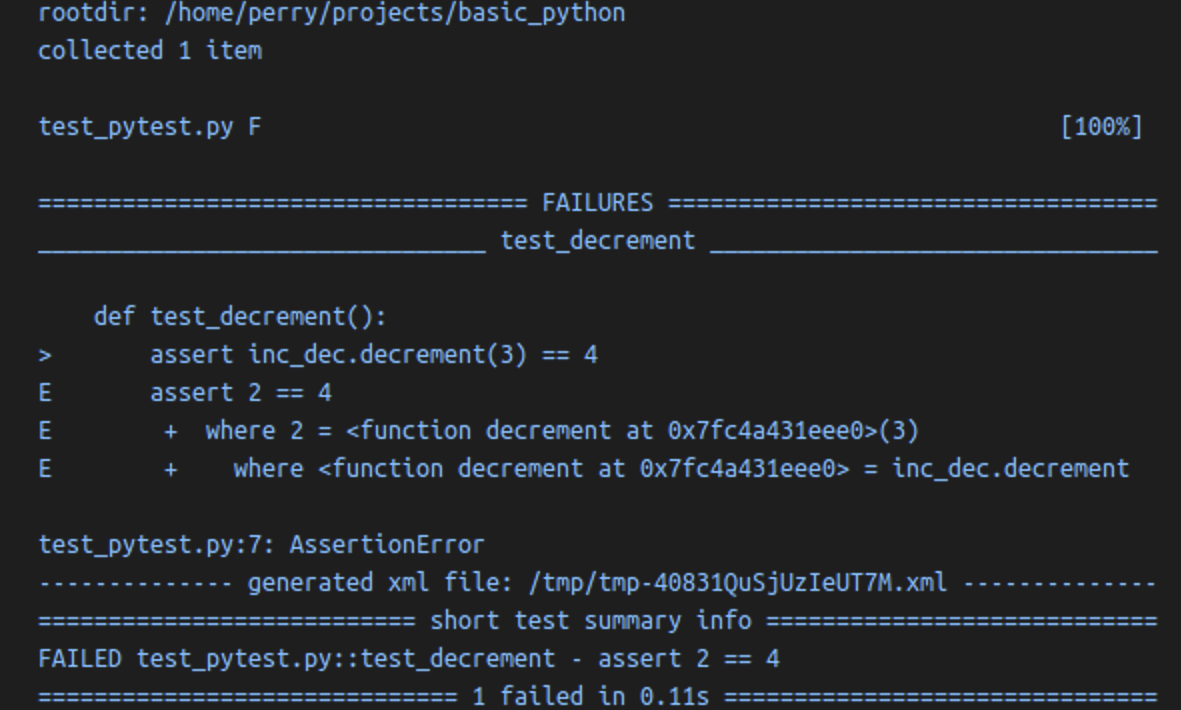 rootdir: /home/perry/projects/basic_python
collected 1 item

test_pytest.py F                                                         [100%]

=================================== FAILURES ===================================
________________________________ test_decrement ________________________________

    def test_decrement():
>       assert inc_dec.decrement(3) == 4
E       assert 2 == 4
E        +  where 2 = <function decrement at 0x7fc4a431eee0>(3)
E        +    where <function decrement at 0x7fc4a431eee0> = inc_dec.decrement

test_pytest.py:7: AssertionError
-------------- generated xml file: /tmp/tmp-40831QuSjUzIeUT7M.xml --------------
=========================== short test summary info ============================
FAILED test_pytest.py::test_decrement - assert 2 == 4
============================== 1 failed in 0.11s ===============================